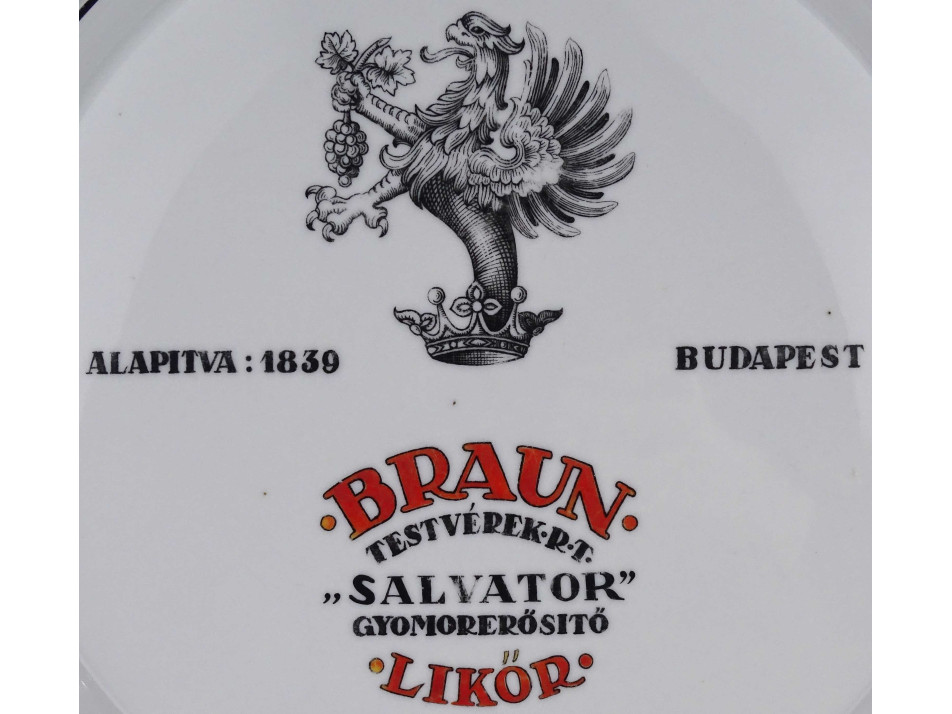 ALAPITVA: 1839
BUDAPEST
•BRAUN•
TESTVÉREK•R•T.
„SALVATOR”
GYOMORERŐSITŐ
•LIKŐR•